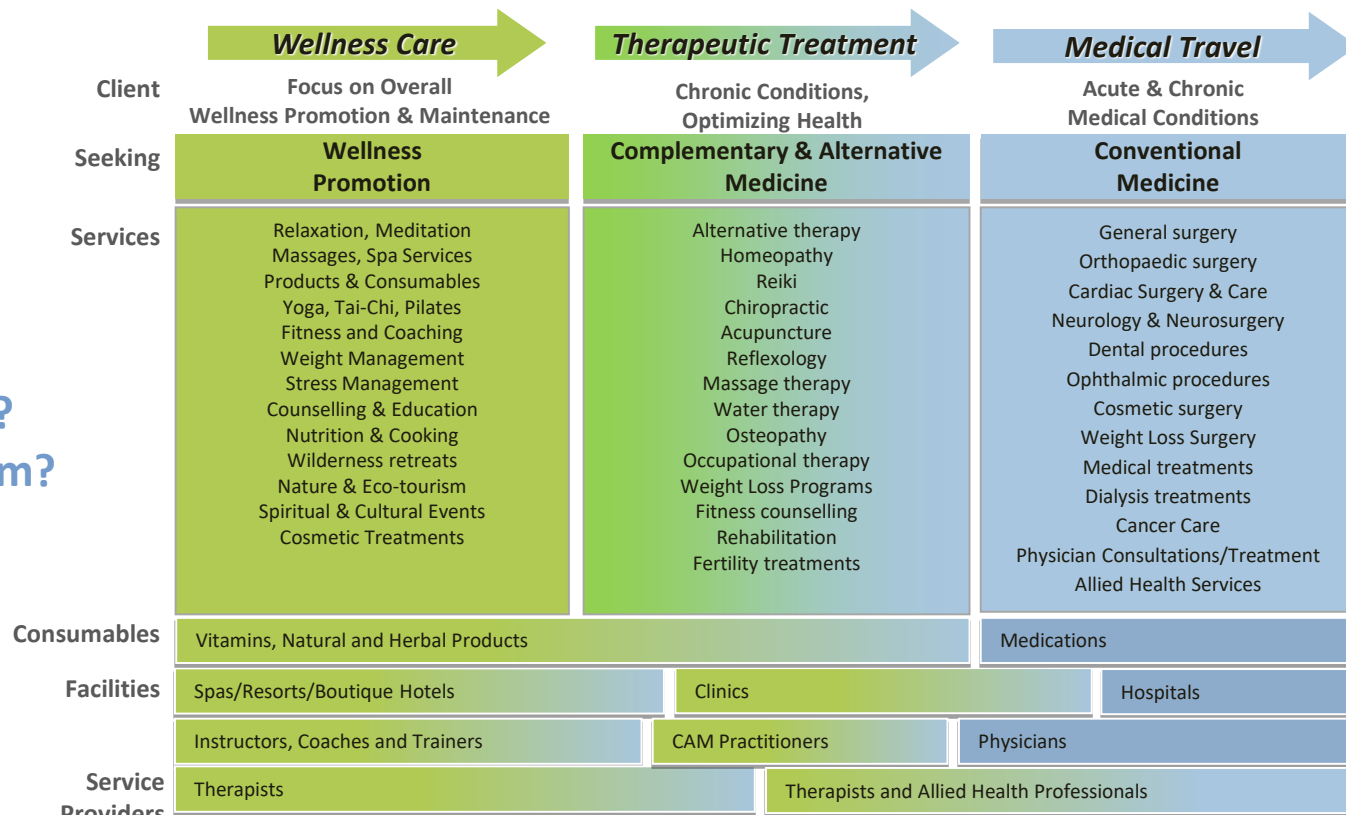 Wellness Care
Therapeutic Treatment
Medical Travel
Client
Focus on Overall
Wellness Promotion & Maintenance
Chronic Conditions,
Optimizing Health
Acute & Chronic
Medical Conditions
Seeking
Wellness
Promotion
Complementary & Alternative
Medicine
Conventional
Medicine
Services
Relaxation, Meditation
Massages, Spa Services
Products & Consumables
Yoga, Tai-Chi, Pilates
Fitness and Coaching
Weight Management
Stress Management
Counselling & Education
Nutrition & Cooking
Wilderness retreats
Nature & Eco-tourism
Spiritual & Cultural Events
Cosmetic Treatments
Alternative therapy
Homeopathy
Reiki
Chiropractic
Acupuncture
Reflexology
Massage therapy
Water therapy
Osteopathy
Occupational therapy
Weight Loss Programs
Fitness counselling
Rehabilitation
Fertility treatments
General surgery
Orthopaedic surgery
Cardiac Surgery & Care
Neurology & Neurosurgery
Dental procedures
Ophthalmic procedures
Cosmetic surgery
Weight Loss Surgery
Medical treatments
Dialysis treatments
Cancer Care
Physician Consultations/Treatment
Allied Health Services
?
m?
Consumables
Vitamins, Natural and Herbal Products
Medications
Facilities
Spas/Resorts/Boutique Hotels
Clinics
Hospitals
Instructors, Coaches and Trainers
CAM Practitioners
Physicians
Service
Providers
Therapists
Therapists and Allied Health Professionals